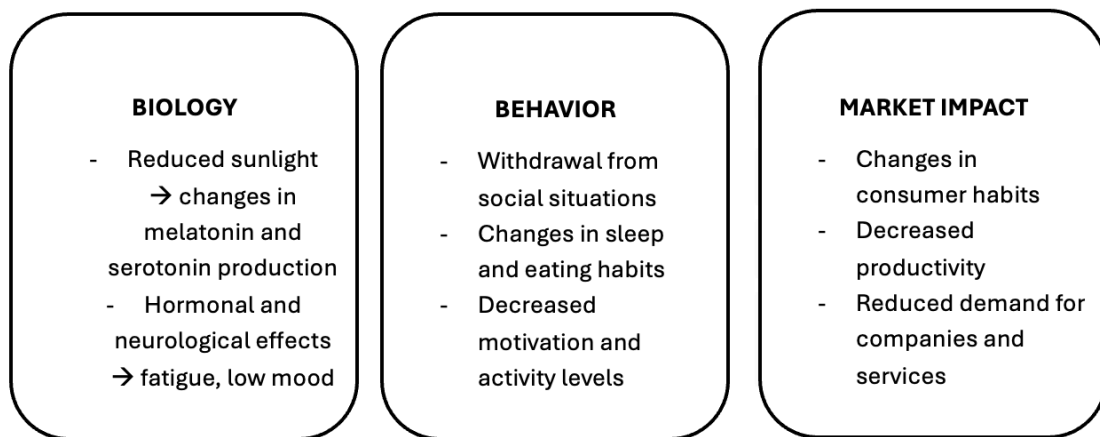 BIOLOGY
- Reduced sunlight
→ changes in
melatonin and
serotonin production
- Hormonal and
neurological effects
→ fatigue, low mood
BEHAVIOR
- Withdrawal from
social situations
- Changes in sleep
and eating habits
- Decreased
motivation and
activity levels
MARKET IMPACT
- Changes in
consumer habits
- Decreased
productivity
- Reduced demand for
companies and
services